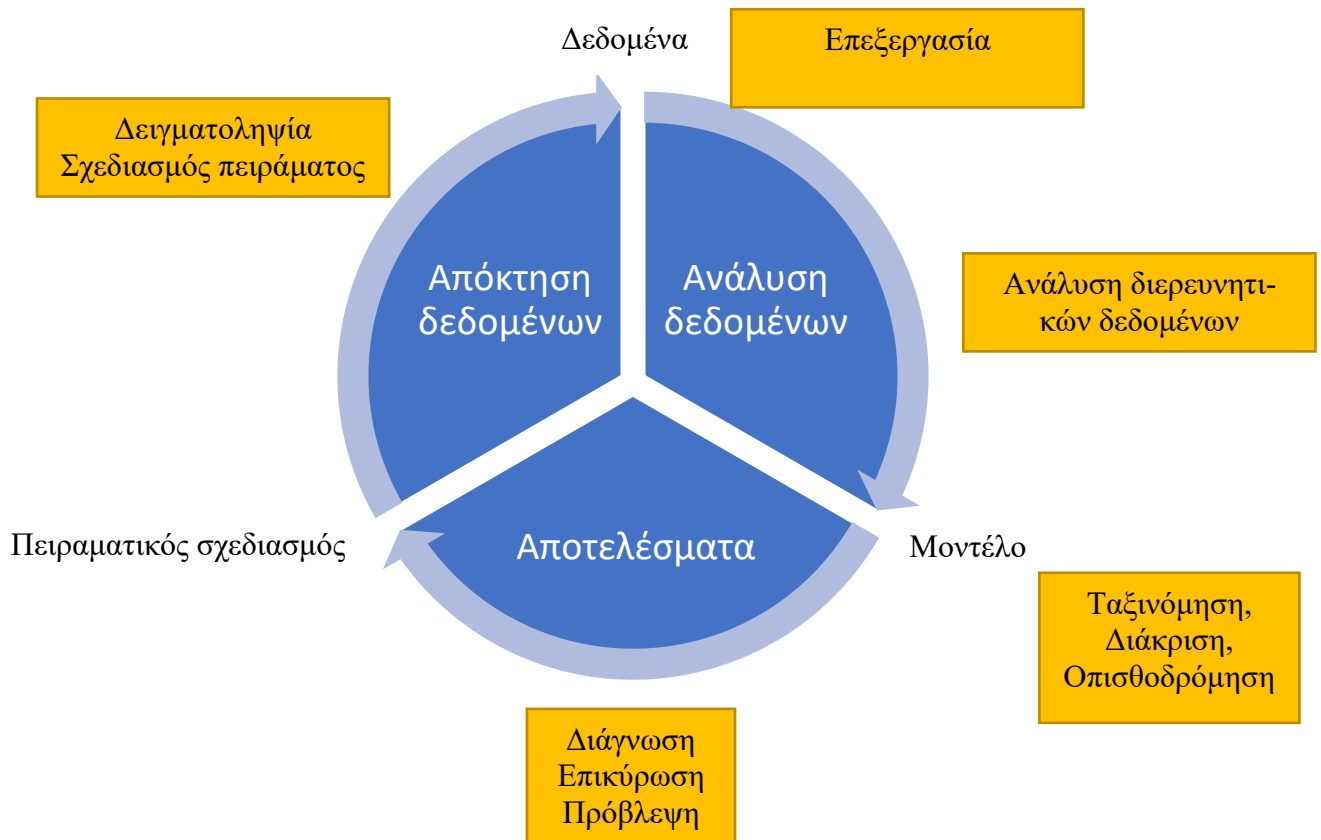 Δεδομένα
Επεξεργασία
Δειγματοληψία
Σχεδιασμός πειράματος
Απόκτηση
δεδομένων
Ανάλυση
δεδομένων
Ανάλυση διερευνητι-
κών δεδομένων
Πειραματικός σχεδιασμός
Αποτελέσματα
Μοντέλο
Ταξινόμηση,
Διάκριση,
Οπισθοδρόμηση
Διάγνωση
Επικύρωση
Πρόβλεψη